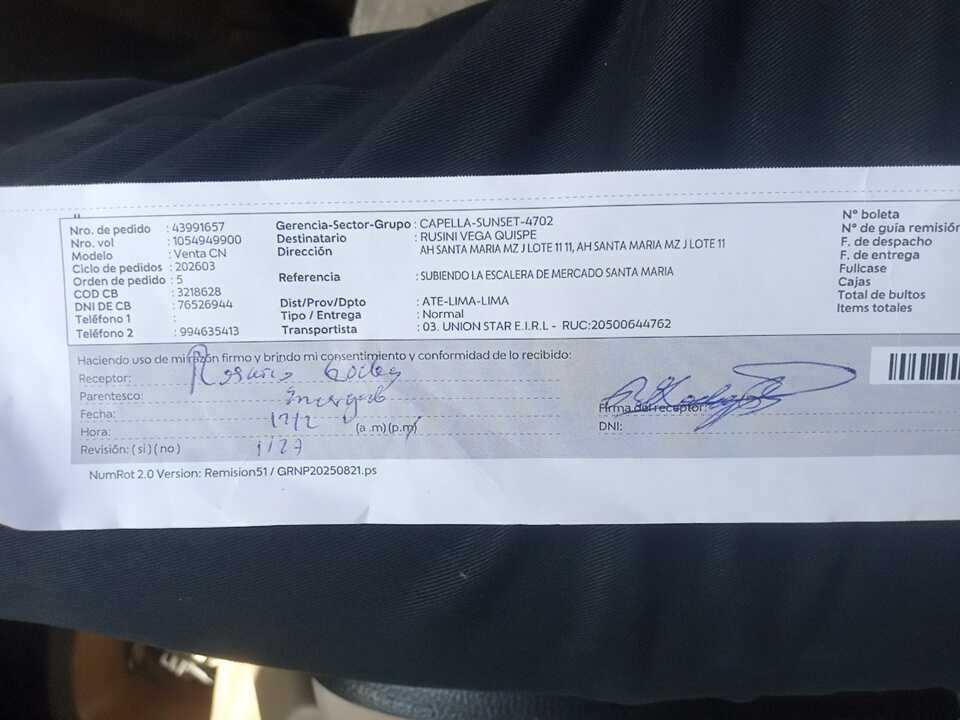 Nro. de pedido : 43991657
Nro. vol : 1054949900
Modelo : Venta CN
Ciclo de pedidos : 202603
Orden de pedido : 5
COD CB : 3218628
DNI DE CB : 76526944
Teléfono 1 :
Teléfono 2 : 994635413
Gerencia-Sector-Grupo : CAPELLA-SUNSET-4702
Destinatario : RUSINI VEGA QUISPE
Dirección : AH SANTA MARIA MZ J LOTE 11 11, AH SANTA MARIA MZ J LOTE 11
Referencia : SUBIENDO LA ESCALERA DE MERCADO SANTA MARIA
Dist/Prov/Dpto : ATE-LIMA-LIMA
Tipo / Entrega : Normal
Transportista : 03. UNION STAR E.I.R.L - RUC:20500644762
N° boleta
N° de guia remisión
F. de despacho
F. de entrega
Fullcase
Cajas
Total de bultos
Items totales
Haciendo uso de mi razón firmo y brindo mi consentimiento y conformidad de lo recibido:
Receptor: Rosario
Parentesco:
Fecha: 12/2
Hora: (a .m)(p.m)
Revisión: ( si ) ( no )
Firma del receptor:
DNI:
NumRot 2.0 Version: Remision51 / GRNP20250821.ps